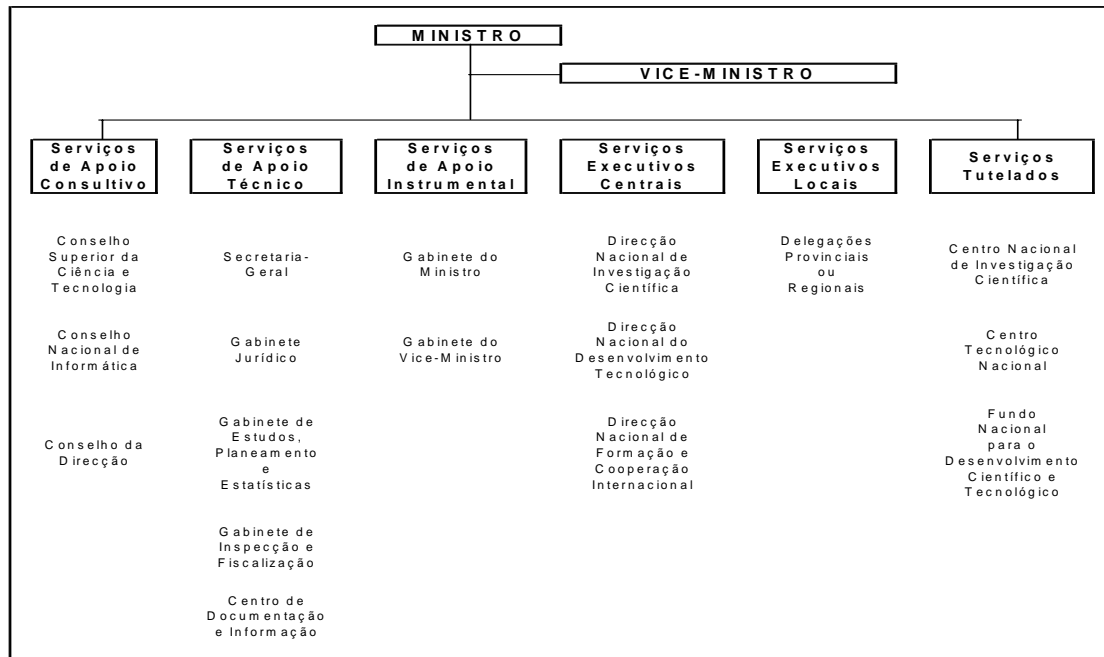 MINISTRO
VICE-MINISTRO
Serviços
de Apoio
Consultivo
Serviços
de Apoio
Técnico
Serviços
de Apoio
Instrumental
Serviços
Executivos
Centrais
Serviços
Executivos
Locais
Serviços
Tutelados
Conselho
Superior da
Ciência e
Tecnologia
Secretaria-
Geral
Gabinete do
Ministro
Direcção
Nacional de
Investigação
Científica
Delegações
Provinciais
ou
Regionais
Centro Nacional
de Investigação
Científica
Conselho
Nacional de
Informática
Gabinete
Jurídico
Gabinete do
Vice-Ministro
Direcção
Nacional do
Desenvolvimento
Tecnológico
Centro
Tecnológico
Nacional
Conselho da
Direcção
Gabinete de
Estudos,
Planeamento
e
Estatísticas
Direcção
Nacional de
Formação e
Cooperação
Internacional
Fundo
Nacional
para o
Desenvolvimento
Científico e
Tecnológico
Gabinete de
Inspecção e
Fiscalização
Centro de
Documentação
e Informação